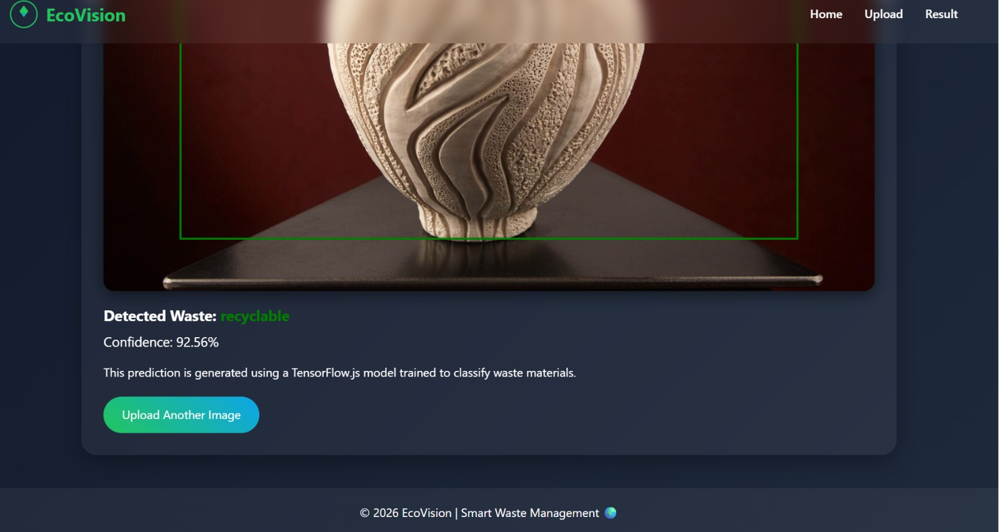 EcoVision
Home Upload Result
Detected Waste: recyclable
Confidence: 92.56%
This prediction is generated using a TensorFlow.js model trained to classify waste materials.
Upload Another Image
© 2026 EcoVision | Smart Waste Management 🌍